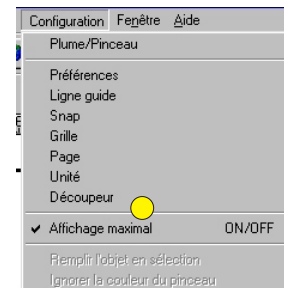 Configuration Fenêtre Aide
Plume/Pinceau
Préférences
Ligne guide
Snap
Grille
Page
Unité
Découpeur
Affichage maximal ON/OFF
Remplir l'objet en sélection
Ignorer la couleur du pinceau